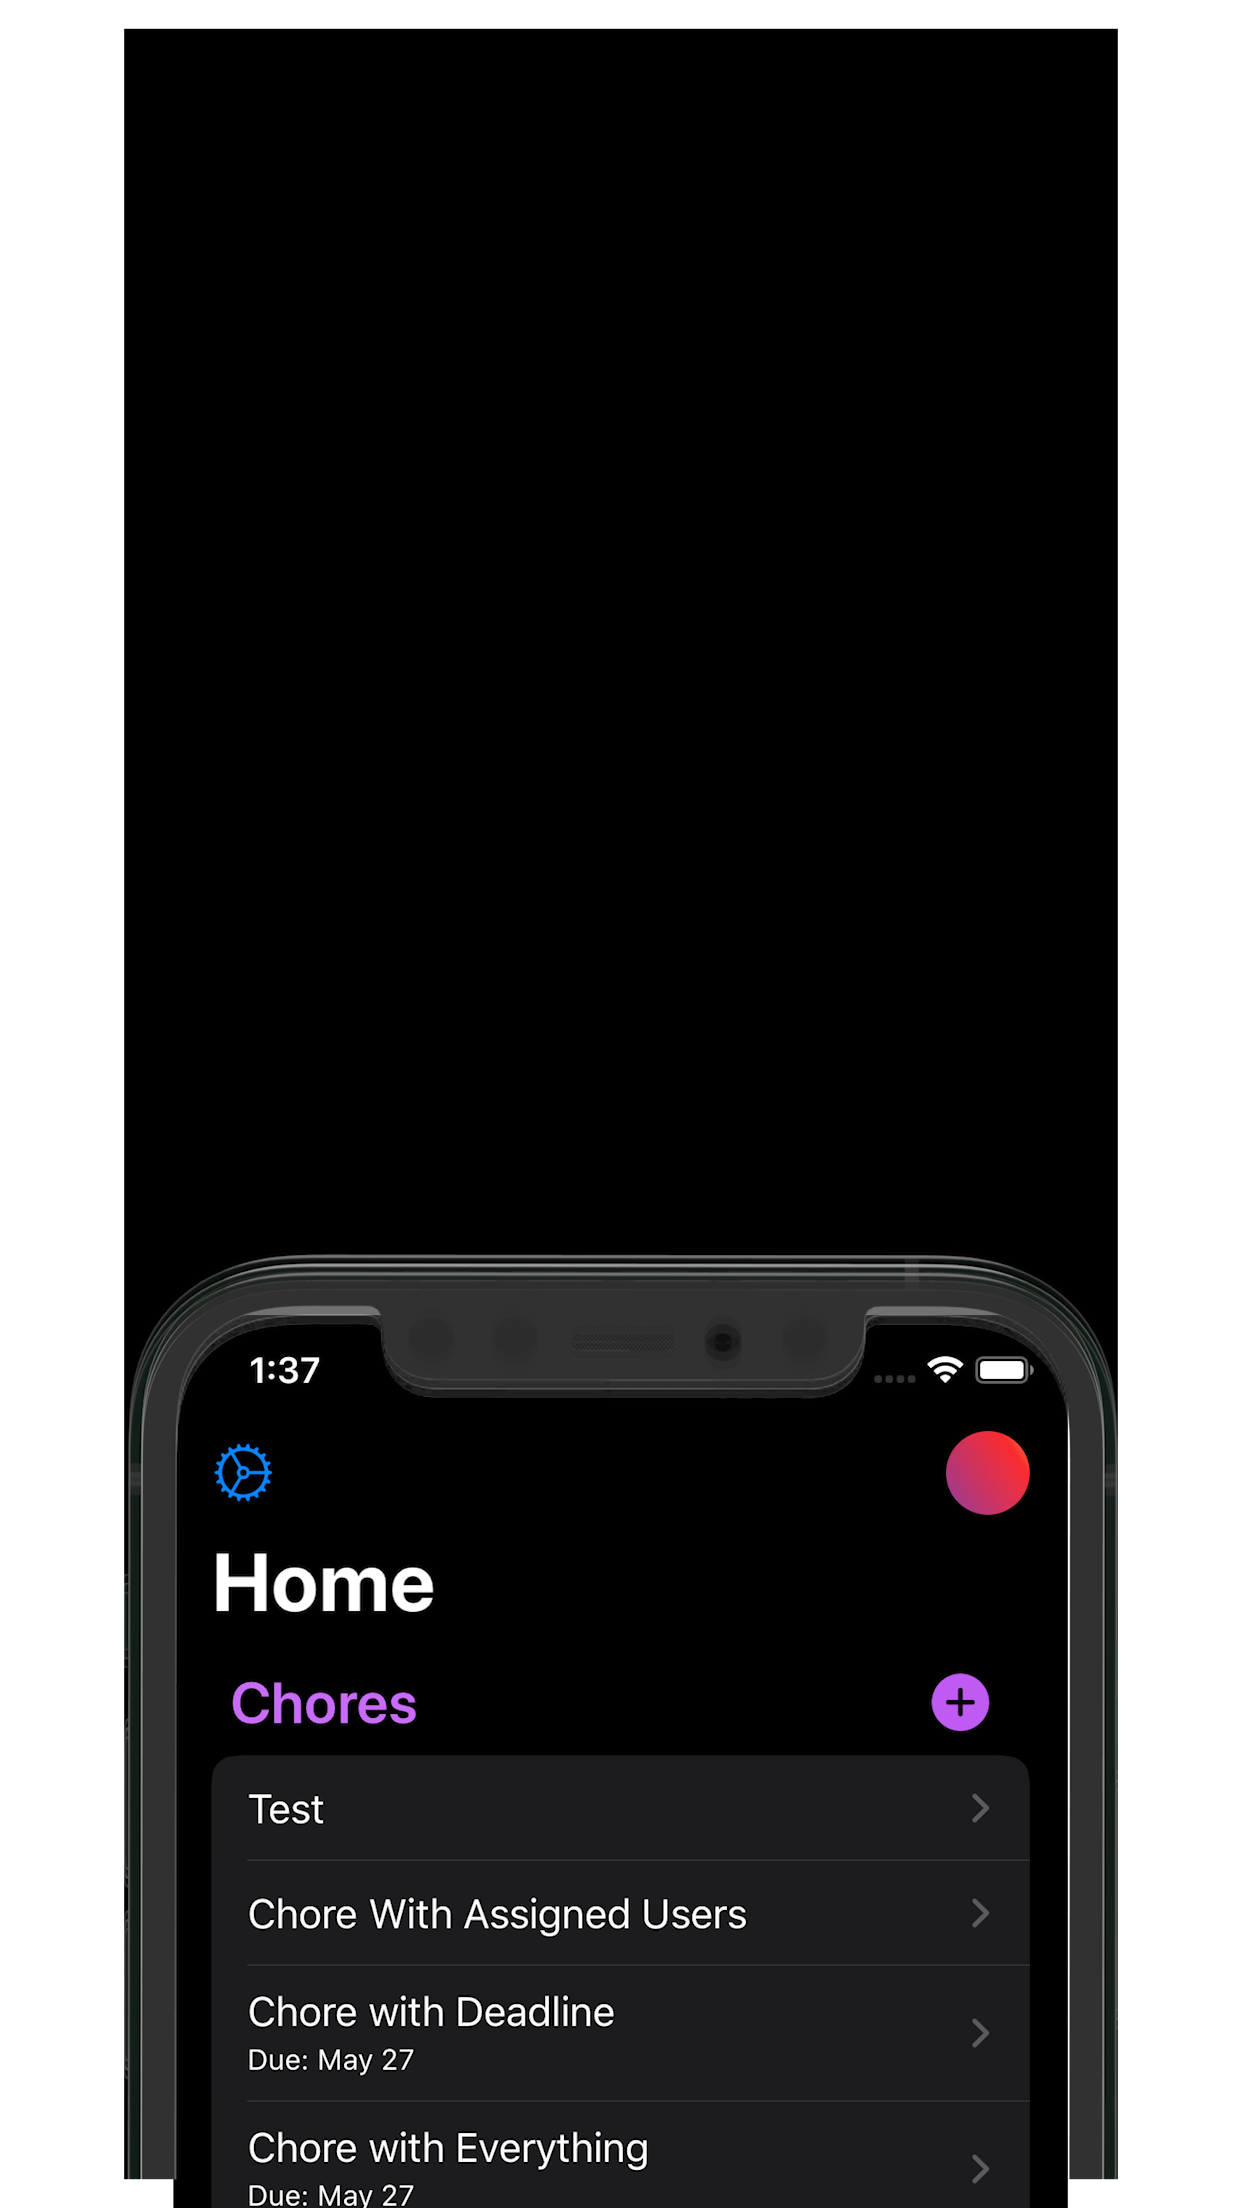 1:37
Home
Chores
Test
Chore With Assigned Users
Chore with Deadline
Due: May 27
Chore with Everything
Due: May 27